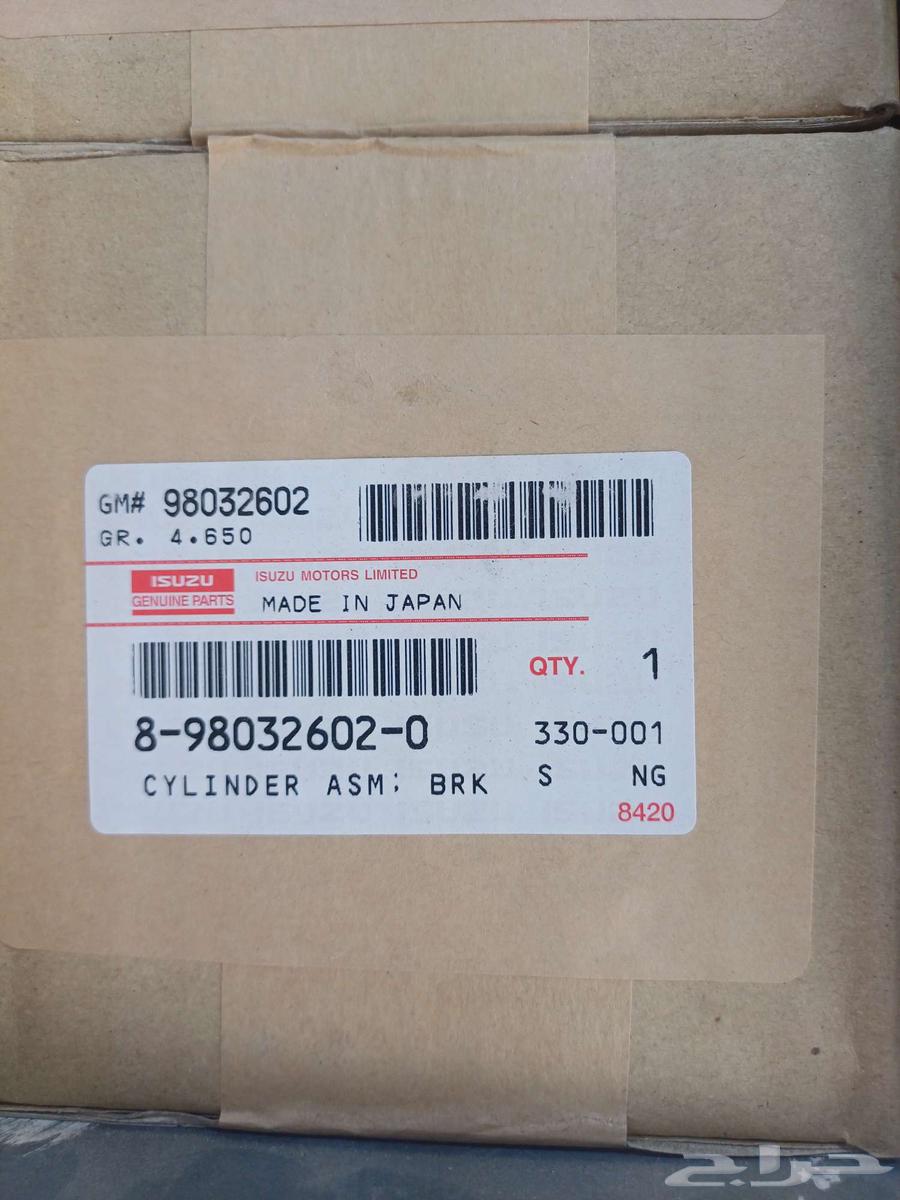 GM# 98032602
GR. 4.650
ISUZU
GENUINE PARTS
ISUZU MOTORS LIMITED
MADE IN JAPAN
QTY. 1
8-98032602-0
330-001
CYLINDER ASM; BRK
S NG
8420
حراج